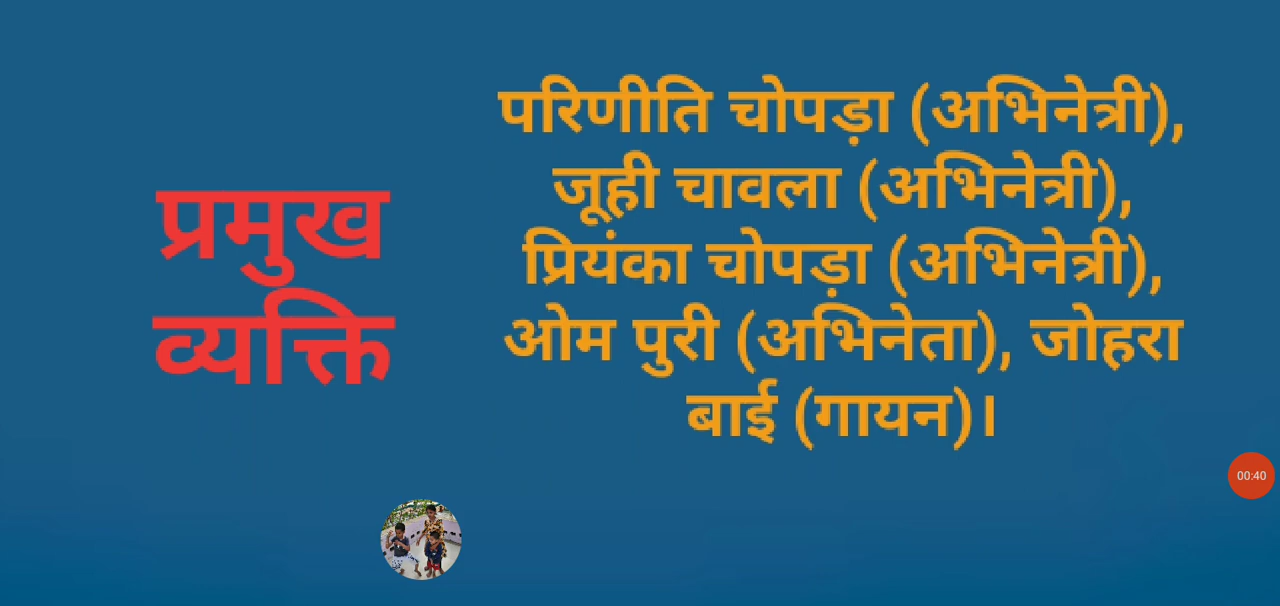 प्रमुख
व्यक्ति
परिणीति चोपड़ा (अभिनेत्री),
जूही चावला (अभिनेत्री),
प्रियंका चोपड़ा (अभिनेत्री),
ओम पुरी (अभिनेता), जोहरा
बाई (गायन)।
00:40